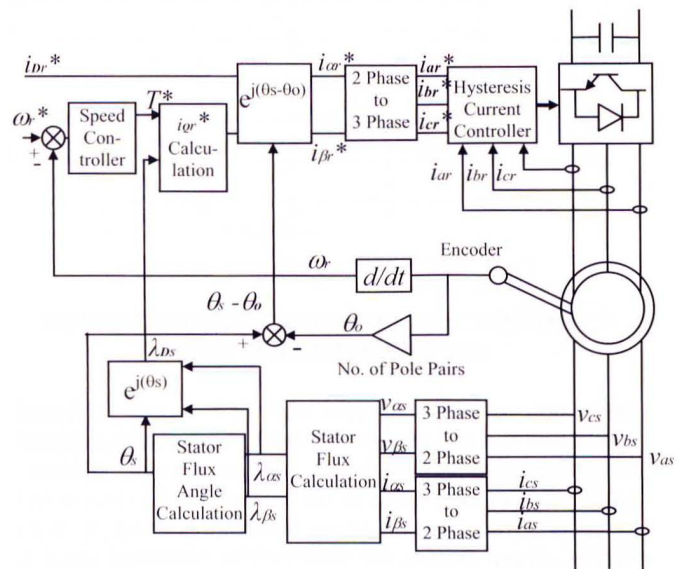 iDr*
ωr*
+
-
Speed
Con-
troller
T*
iQr*
Calcu-
lation
e^j(θs-θo)
iαr*
iβr*
2 Phase
to
3 Phase
iar*
ibr*
icr*
Hysteresis
Current
Controller
iar ibr icr
Encoder
ωr
d/dt
θs - θo
+
-
θo
No. of Pole Pairs
λDs
e^j(θs)
θs
Stator
Flux
Angle
Calculation
λαs
λβs
Stator
Flux
Calculation
vαs
vβs
iαs
iβs
3 Phase
to
2 Phase
3 Phase
to
2 Phase
vcs
vbs
vas
ics
ibs
ias